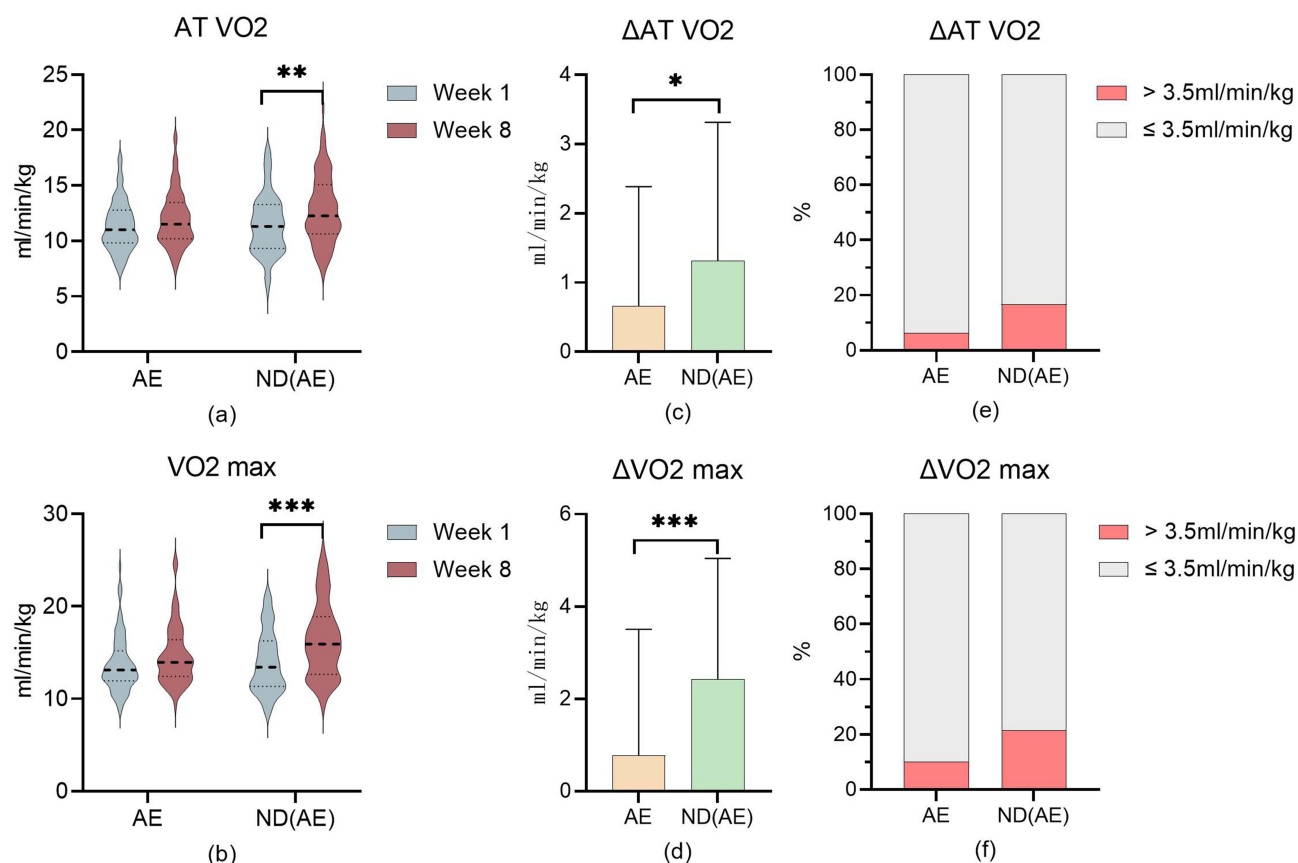 AT VO2
ml/min/kg
25
20
15
10
5
0
**
Week 1
Week 8
AE
ND(AE)
(a)
ΔAT VO2
ml/min/kg
4
3
2
1
0
*
AE
ND(AE)
(c)
ΔAT VO2
%
100
80
60
40
20
0
> 3.5ml/min/kg
≤ 3.5ml/min/kg
AE
ND(AE)
(e)
VO2 max
ml/min/kg
30
20
10
0
***
Week 1
Week 8
AE
ND(AE)
(b)
ΔVO2 max
ml/min/kg
6
4
2
0
***
AE
ND(AE)
(d)
ΔVO2 max
%
100
80
60
40
20
0
> 3.5ml/min/kg
≤ 3.5ml/min/kg
AE
ND(AE)
(f)